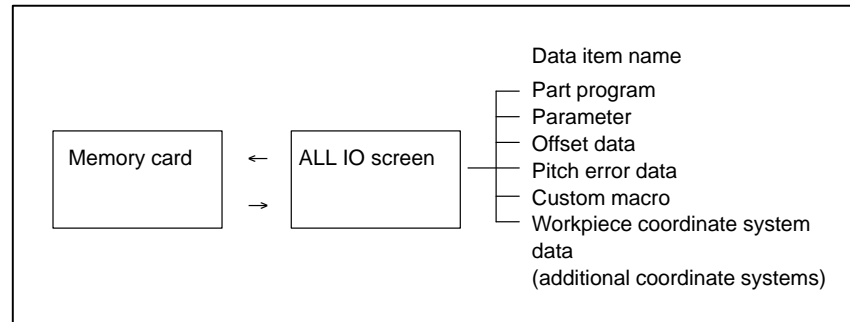 Data item name
Part program
Parameter
Memory card ← ALL IO screen
Offset data
Pitch error data
→
Custom macro
Workpiece coordinate system
data
(additional coordinate systems)